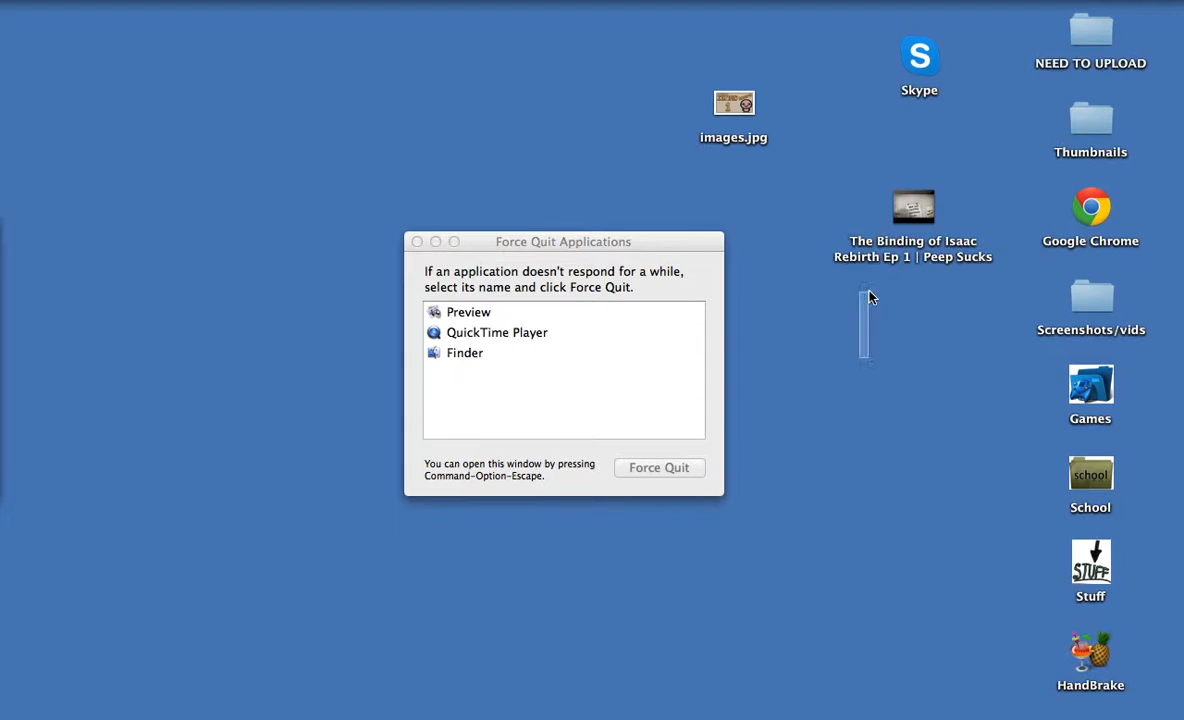 NEED TO UPLOAD
Skype
images.jpg
Thumbnails
The Binding of Isaac
Rebirth Ep 1 | Peep Sucks
Google Chrome
Force Quit Applications
If an application doesn't respond for a while,
select its name and click Force Quit.
Preview
QuickTime Player
Finder
You can open this window by pressing
Command-Option-Escape.
Force Quit
Screenshots/vids
Games
school
School
STUFF
Stuff
HandBrake